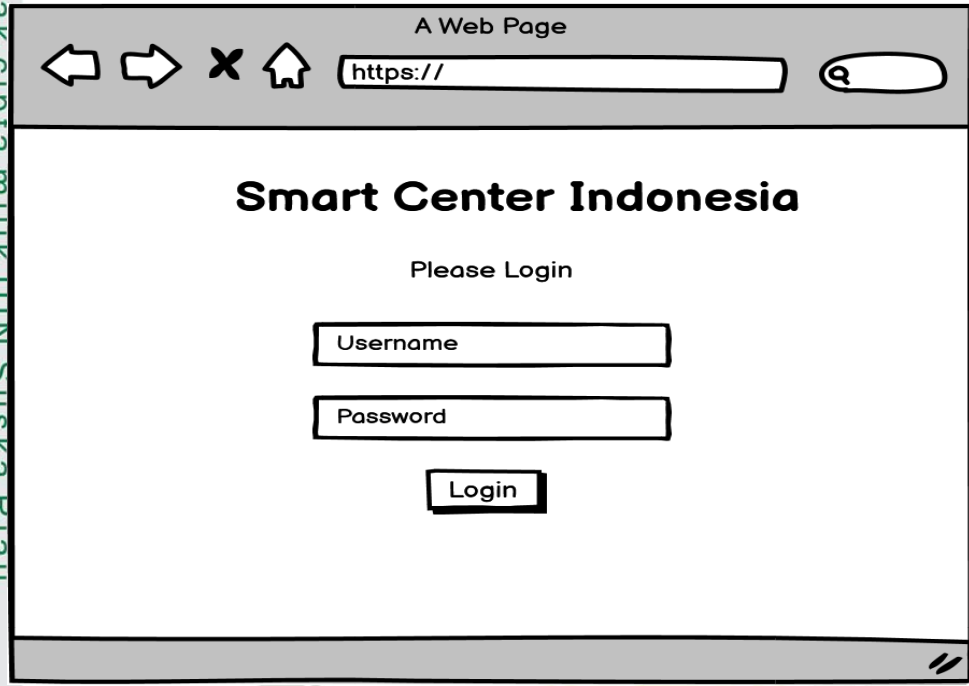 A Web Page
https://
Smart Center Indonesia
Please Login
Username
Password
Login